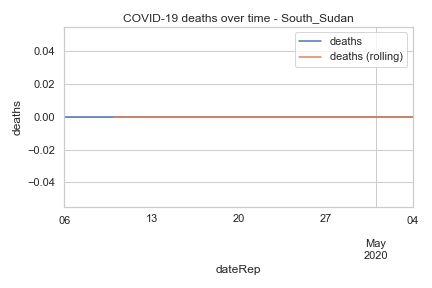 COVID-19 deaths over time - South_Sudan
deaths
deaths (rolling)
0.04
0.02
0.00
−0.02
−0.04
deaths
06
13
20
27
04
May
2020
dateRep